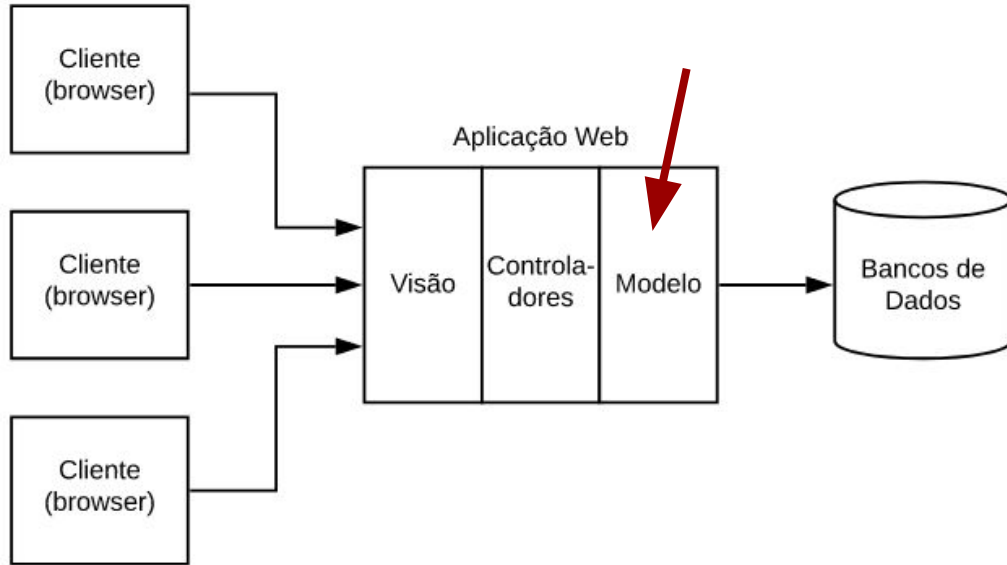 Cliente
(browser)
Aplicação Web
Cliente
(browser)
Visão
Controla-
dores
Modelo
Bancos de
Dados
Cliente
(browser)